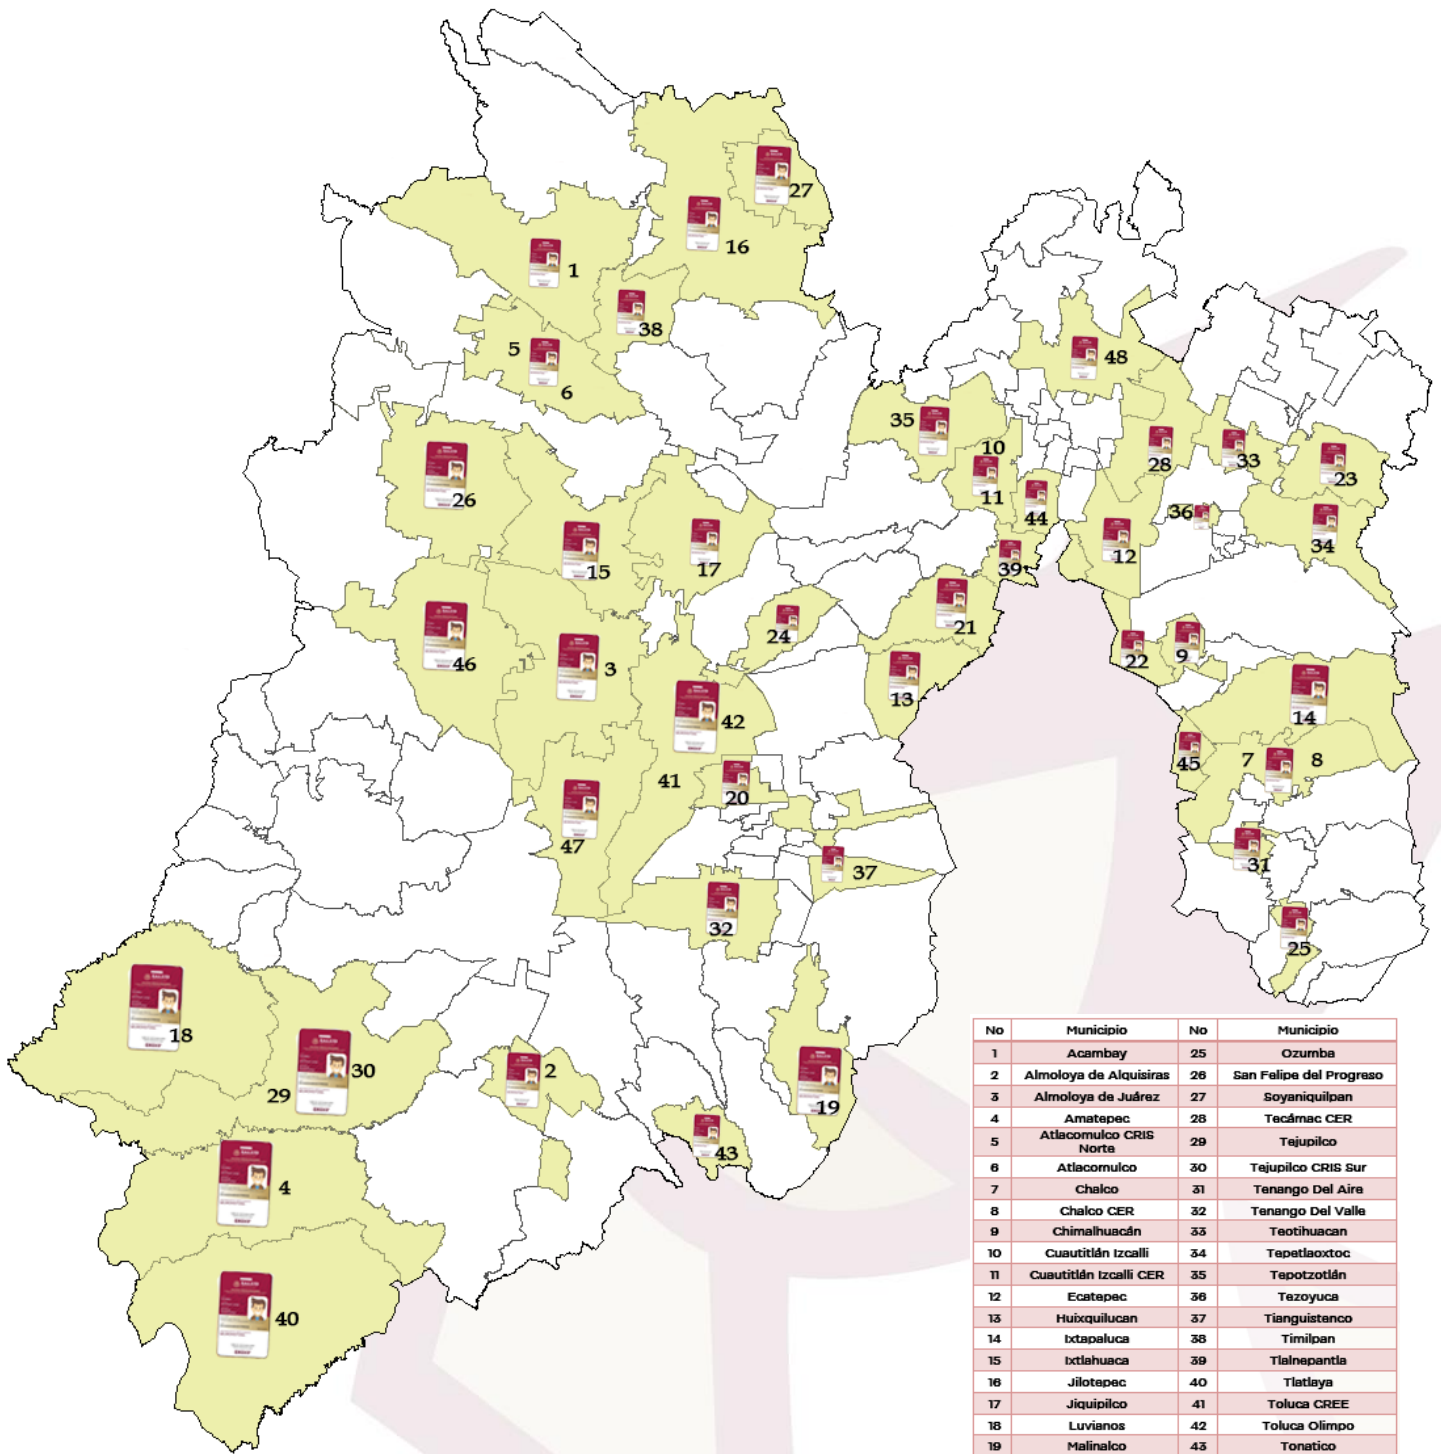 27
16
1
38
5
6
48
35
10
11
28
33
23
26
44
36
34
12
15
17
39
24
21
46
3
22
9
13
42
14
45
7
8
41
20
47
31
37
32
25
18
30
29
2
19
43
4
40
No Municipio No Municipio
1 Acambay 25 Ozumba
2 Almoloya de Alquisiras 26 San Felipe del Progreso
3 Almoloya de Juárez 27 Soyaniquilpan
4 Amatepec 28 Tecámac CER
5 Atlacomulco CRIS Norte 29 Tejupilco
6 Atlacomulco 30 Tejupilco CRIS Sur
7 Chalco 31 Tenango Del Aire
8 Chalco CER 32 Tenango Del Valle
9 Chimalhuacán 33 Teotihuacan
10 Cuautitlán Izcalli 34 Tepetlaoxtoc
11 Cuautitlán Izcalli CER 35 Tepotzotlán
12 Ecatepec 36 Tezoyuca
13 Huixquilucan 37 Tianguistenco
14 Ixtapaluca 38 Timilpan
15 Ixtlahuaca 39 Tlalnepantla
16 Jilotepec 40 Tlatlaya
17 Jiquipilco 41 Toluca CREE
18 Luvianos 42 Toluca Olimpo
19 Malinalco 43 Tonatico